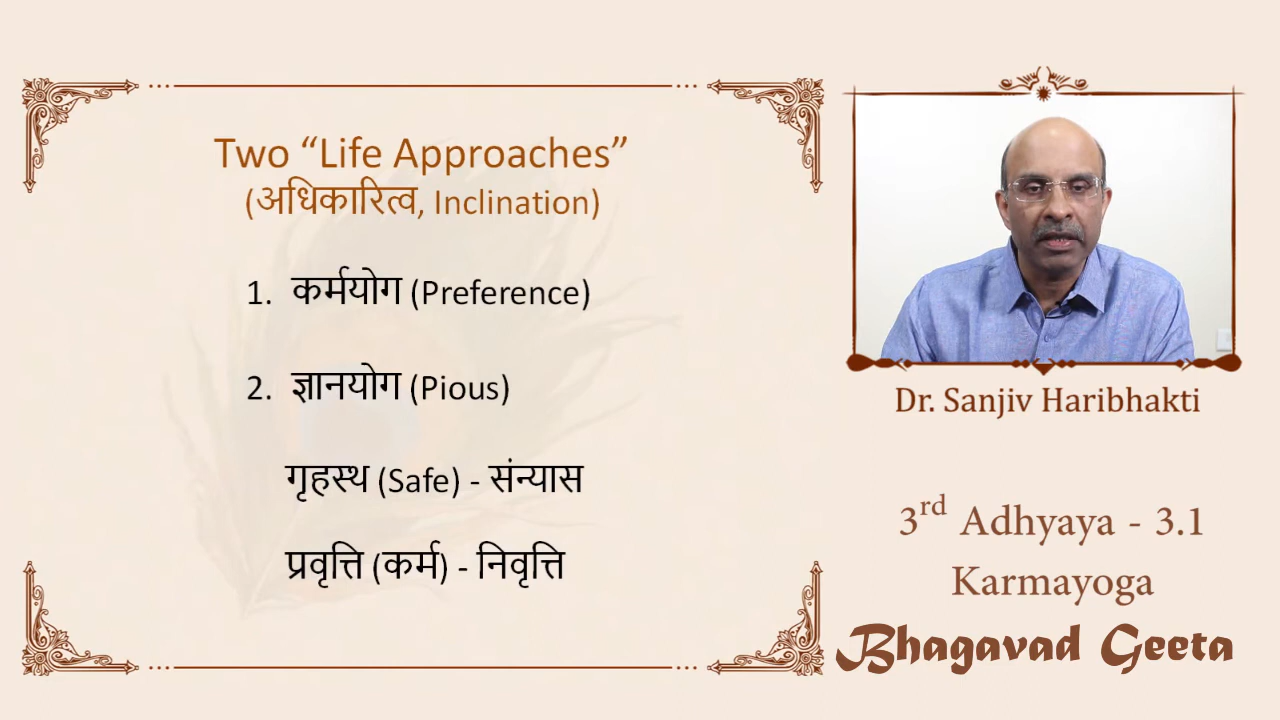 Two “Life Approaches”
(अधिकारित्व, Inclination)
1. कर्मयोग (Preference)
2. ज्ञानयोग (Pious)
गृहस्थ (Safe) - संन्यास
प्रवृत्ति (कर्म) - निवृत्ति
Dr. Sanjiv Haribhakti
3rd Adhyaya - 3.1
Karmayoga
Bhagavad Geeta